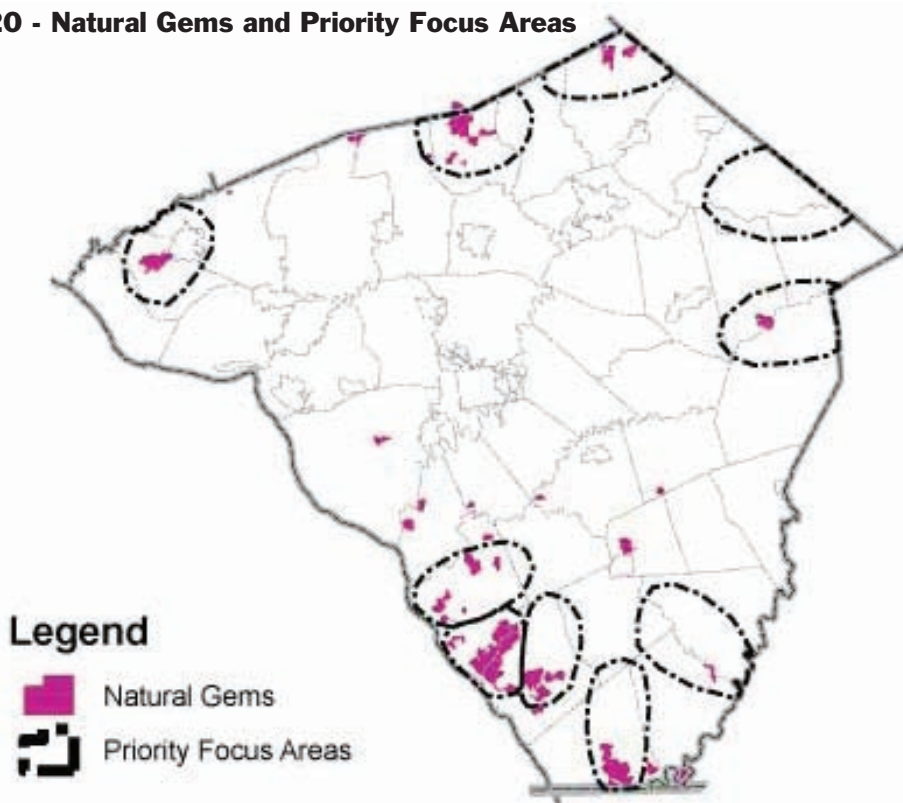 20 - Natural Gems and Priority Focus Areas
Legend
Natural Gems
Priority Focus Areas